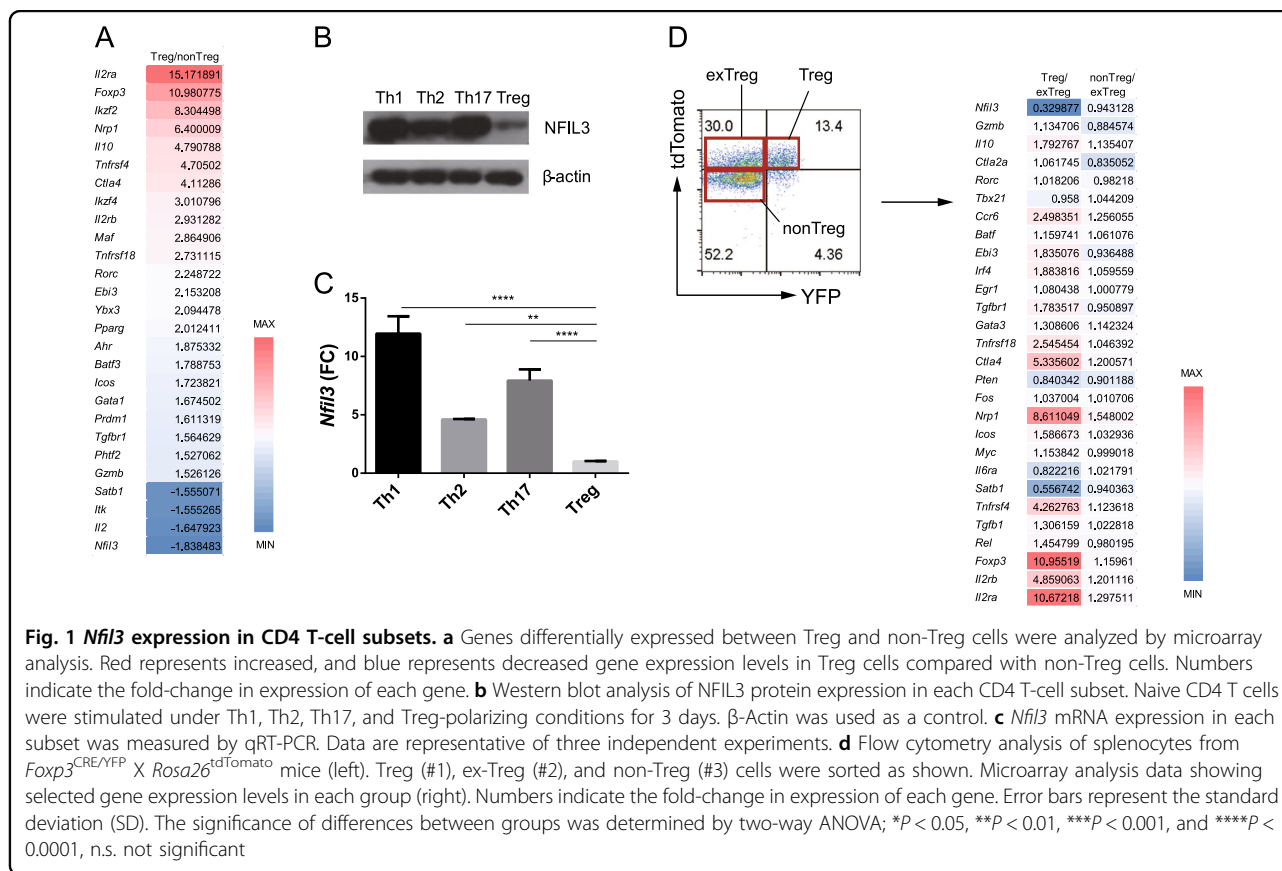 A
Treg/nonTreg
Il2ra 15.171891
Foxp3 10.980775
Ikzf2 8.304498
Nrp1 6.400009
Il10 4.790788
Tnfrsf4 4.70502
Ctla4 4.11286
Ikzf4 3.010796
Il2rb 2.931282
Maf 2.864906
Tnfrsf18 2.731115
Rorc 2.248722
Ebi3 2.153208
Ybx3 2.094478
Pparg 2.012411
Ahr 1.875332
Batf3 1.788753
Icos 1.723821
Gata1 1.674502
Prdm1 1.611319
Tgfbr1 1.564629
Phtf2 1.527062
Gzmb 1.526126
Satb1 -1.555071
Itk -1.555265
Il2 -1.647923
Nfil3 -1.838483
MAX
MIN
B
Th1 Th2 Th17 Treg
NFIL3
β-actin
C
Nfil3 (FC)
15
10
5
0
****
**
****
Th1 Th2 Th17 Treg
D
exTreg Treg
30.0 13.4
nonTreg
52.2 4.36
tdTomato
YFP
Treg/ nonTreg/
exTreg exTreg
Nfil3 0.329877 0.943128
Gzmb 1.134706 0.884574
Il10 1.792767 1.135407
Ctla2a 1.061745 0.835052
Rorc 1.018206 0.98218
Tbx21 0.958 1.044209
Ccr6 2.498351 1.256055
Batf 1.159741 1.061076
Ebi3 1.835076 0.936488
Irf4 1.883816 1.059559
Egr1 1.080438 1.000779
Tgfbr1 1.783517 0.950897
Gata3 1.308606 1.142324
Tnfrsf18 2.545454 1.046392
Ctla4 5.335602 1.200571
Pten 0.840342 0.901188
Fos 1.037004 1.010706
Nrp1 8.611049 1.548002
Icos 1.586673 1.032936
Myc 1.153842 0.999018
Il6ra 0.822216 1.021791
Satb1 0.556742 0.940363
Tnfrsf4 4.262763 1.123618
Tgfb1 1.306159 1.022818
Rel 1.454799 0.980195
Foxp3 10.95519 1.15961
Il2rb 4.859063 1.201116
Il2ra 10.67218 1.297511
MAX
MIN
Fig. 1 Nfil3 expression in CD4 T-cell subsets. a Genes differentially expressed between Treg and non-Treg cells were analyzed by microarray
analysis. Red represents increased, and blue represents decreased gene expression levels in Treg cells compared with non-Treg cells. Numbers
indicate the fold-change in expression of each gene. b Western blot analysis of NFIL3 protein expression in each CD4 T-cell subset. Naive CD4 T cells
were stimulated under Th1, Th2, Th17, and Treg-polarizing conditions for 3 days. β-Actin was used as a control. c Nfil3 mRNA expression in each
subset was measured by qRT-PCR. Data are representative of three independent experiments. d Flow cytometry analysis of splenocytes from
Foxp3CRE/YFP X Rosa26tdTomato mice (left). Treg (#1), ex-Treg (#2), and non-Treg (#3) cells were sorted as shown. Microarray analysis data showing
selected gene expression levels in each group (right). Numbers indicate the fold-change in expression of each gene. Error bars represent the standard
deviation (SD). The significance of differences between groups was determined by two-way ANOVA; *P < 0.05, **P < 0.01, ***P < 0.001, and ****P <
0.0001, n.s. not significant